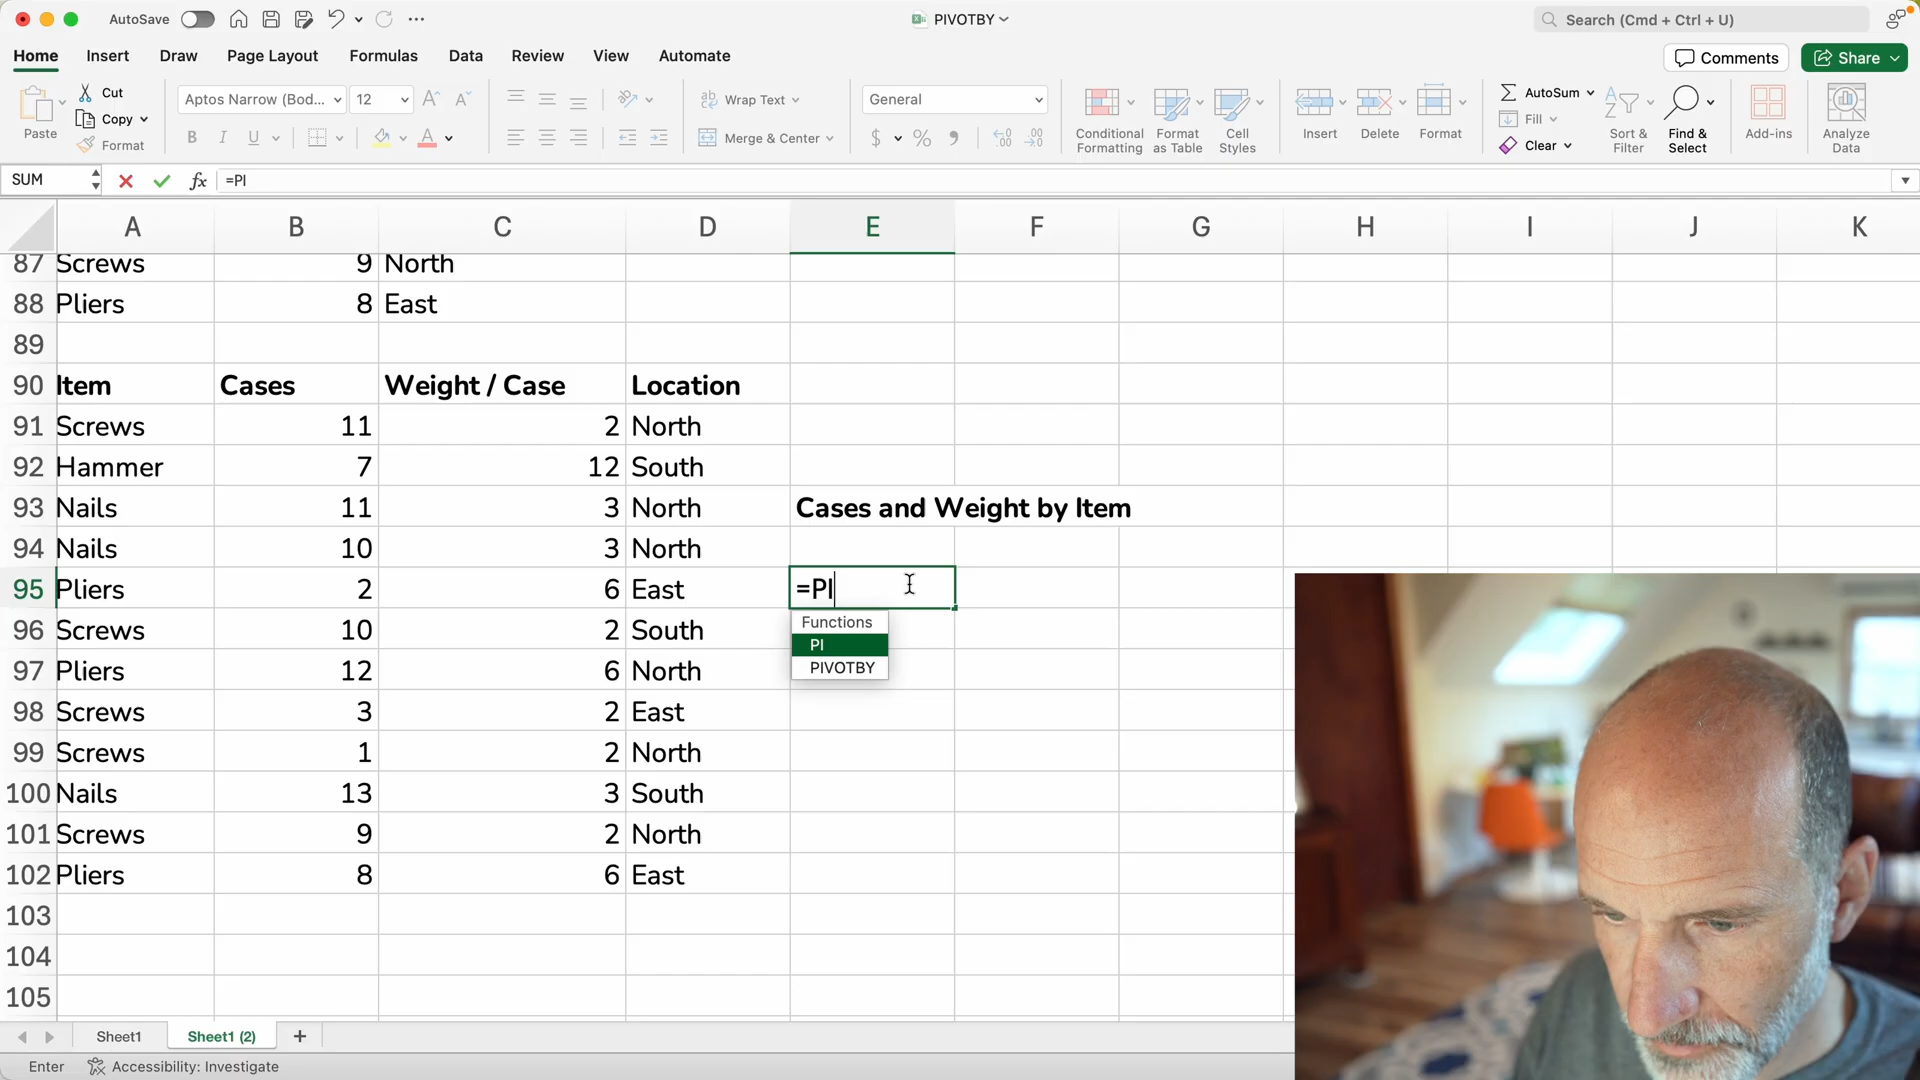 AutoSave
PIVOTBY
Search (Cmd + Ctrl + U)
Home Insert Draw Page Layout Formulas Data Review View Automate
Comments
Share
Paste
Cut
Copy
Format
Aptos Narrow (Bod...
12
Wrap Text
Merge & Center
General
Conditional Formatting
Format as Table
Cell Styles
Insert
Delete
Format
AutoSum
Fill
Clear
Sort & Filter
Find & Select
Add-ins
Analyze Data
SUM
fx
=PI
A B C D E F G H I J K
87 Screws 9 North
88 Pliers 8 East
89
90 Item Cases Weight / Case Location
91 Screws 11 2 North
92 Hammer 7 12 South
93 Nails 11 3 North Cases and Weight by Item
94 Nails 10 3 North
95 Pliers 2 6 East =PI
Functions
PI
PIVOTBY
96 Screws 10 2 South
97 Pliers 12 6 North
98 Screws 3 2 East
99 Screws 1 2 North
100 Nails 13 3 South
101 Screws 9 2 North
102 Pliers 8 6 East
103
104
105
Sheet1 Sheet1 (2) +
Enter Accessibility: Investigate